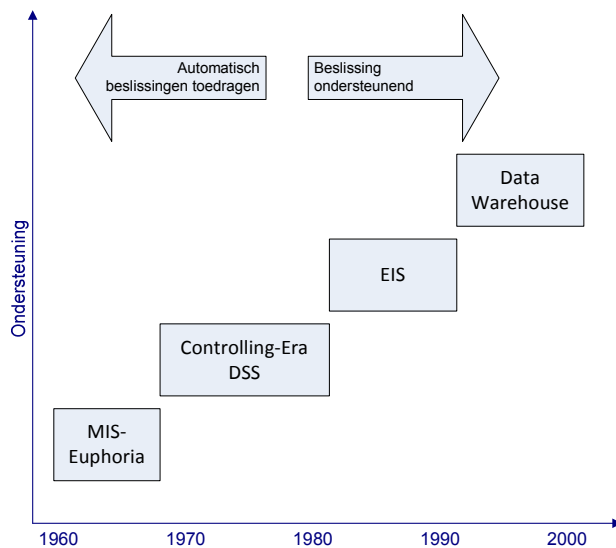 Automatisch
beslissingen toedragen
Beslissing
ondersteunend
Data
Warehouse
EIS
Controlling-Era
DSS
MIS-
Euphoria
Ondersteuning
1960
1970
1980
1990
2000